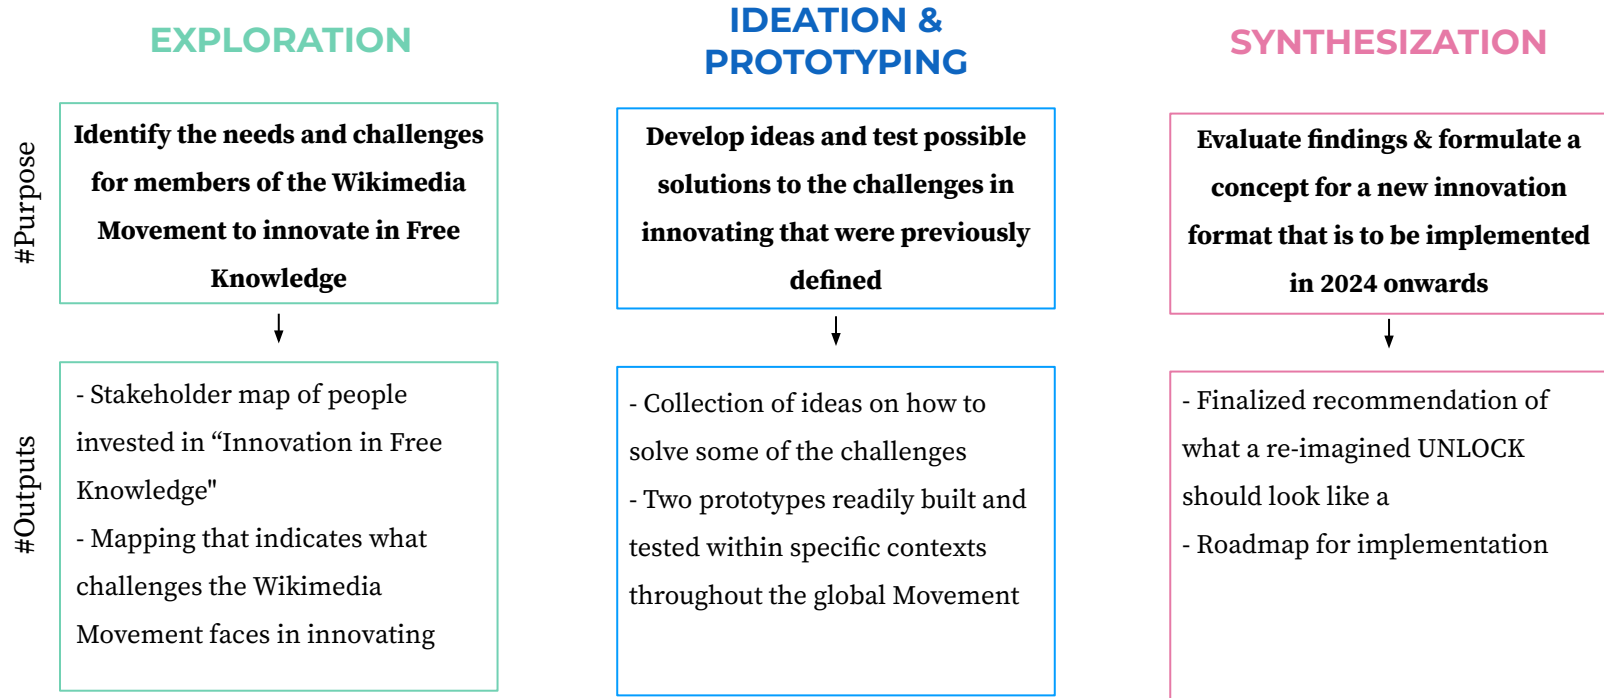 EXPLORATION
IDEATION &
PROTOTYPING
SYNTHESIZATION
#Purpose
Identify the needs and challenges
for members of the Wikimedia
Movement to innovate in Free
Knowledge
Develop ideas and test possible
solutions to the challenges in
innovating that were previously
defined
Evaluate findings & formulate a
concept for a new innovation
format that is to be implemented
in 2024 onwards
#Outputs
- Stakeholder map of people
invested in “Innovation in Free
Knowledge"
- Mapping that indicates what
challenges the Wikimedia
Movement faces in innovating
- Collection of ideas on how to
solve some of the challenges
- Two prototypes readily built and
tested within specific contexts
throughout the global Movement
- Finalized recommendation of
what a re-imagined UNLOCK
should look like a
- Roadmap for implementation